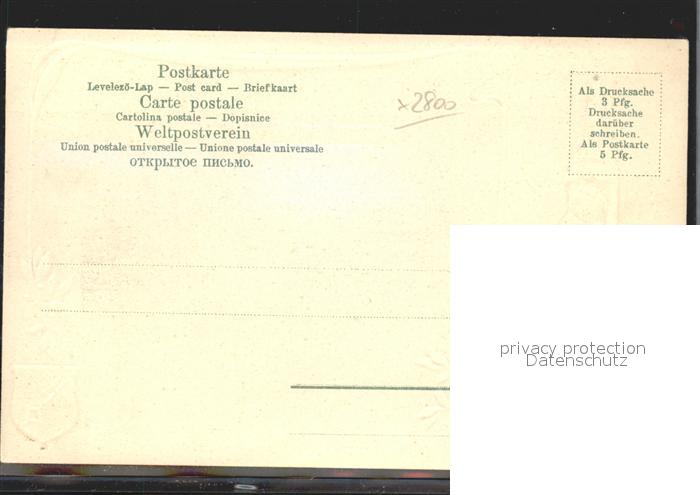 Postkarte
Levelező-Lap — Post card — Briefkaart
Carte postale
Cartolina postale — Dopisnice
Weltpostverein
Union postale universelle — Unione postale universale
ОТКРЫТОЕ ПИСЬМО.
x2800
Als Drucksache
3 Pfg.
Drucksache
darüber
schreiben.
Als Postkarte
5 Pfg.
privacy protection
Datenschutz